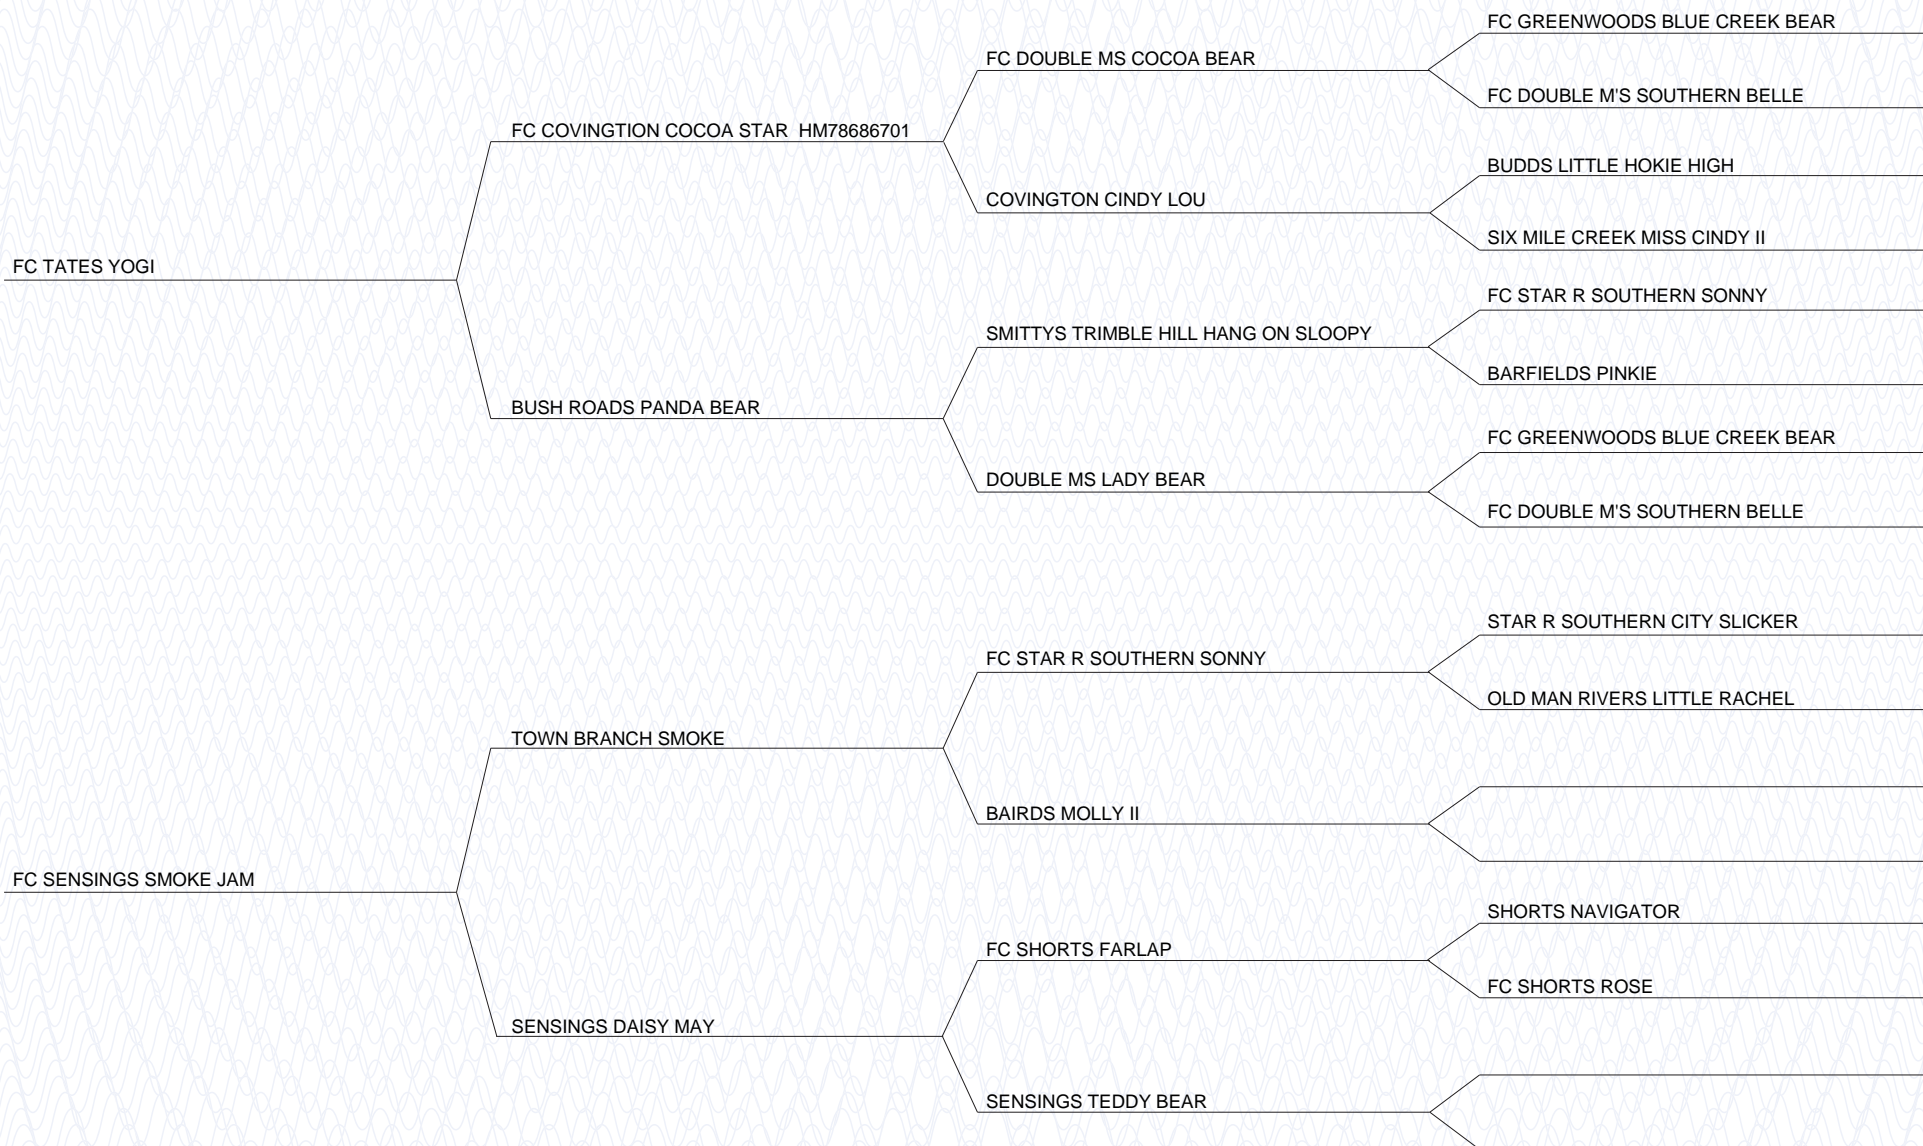 FC GREENWOODS BLUE CREEK BEAR
FC DOUBLE MS COCOA BEAR
FC DOUBLE M'S SOUTHERN BELLE
FC COVINGTION COCOA STAR  HM78686701
BUDDS LITTLE HOKIE HIGH
COVINGTON CINDY LOU
SIX MILE CREEK MISS CINDY II
FC TATES YOGI
FC STAR R SOUTHERN SONNY
SMITTYS TRIMBLE HILL HANG ON SLOOPY
BARFIELDS PINKIE
BUSH ROADS PANDA BEAR
FC GREENWOODS BLUE CREEK BEAR
DOUBLE MS LADY BEAR
FC DOUBLE M'S SOUTHERN BELLE
STAR R SOUTHERN CITY SLICKER
FC STAR R SOUTHERN SONNY
OLD MAN RIVERS LITTLE RACHEL
TOWN BRANCH SMOKE
BAIRDS MOLLY II
FC SENSINGS SMOKE JAM
SHORTS NAVIGATOR
FC SHORTS FARLAP
FC SHORTS ROSE
SENSINGS DAISY MAY
SENSINGS TEDDY BEAR